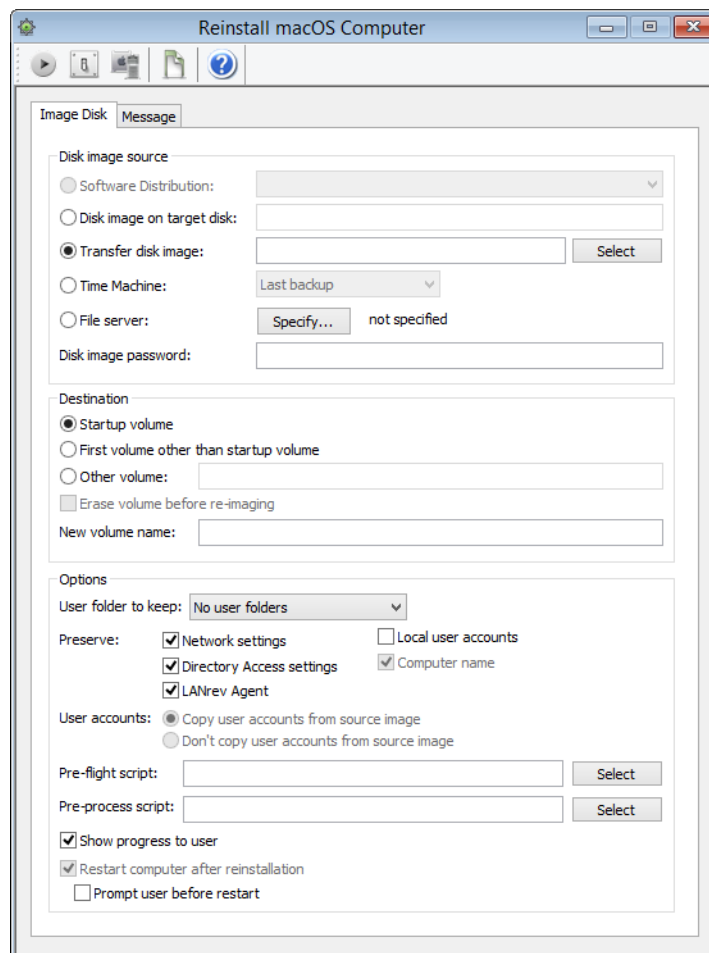 Reinstall macOS Computer
Image Disk
Message
Disk image source
Software Distribution:
Disk image on target disk:
Transfer disk image:
Select
Time Machine:
Last backup
File server:
Specify...
not specified
Disk image password:
Destination
Startup volume
First volume other than startup volume
Other volume:
Erase volume before re-imaging
New volume name:
Options
User folder to keep:
No user folders
Preserve:
Network settings
Local user accounts
Directory Access settings
Computer name
LANrev Agent
User accounts:
Copy user accounts from source image
Don't copy user accounts from source image
Pre-flight script:
Select
Pre-process script:
Select
Show progress to user
Restart computer after reinstallation
Prompt user before restart